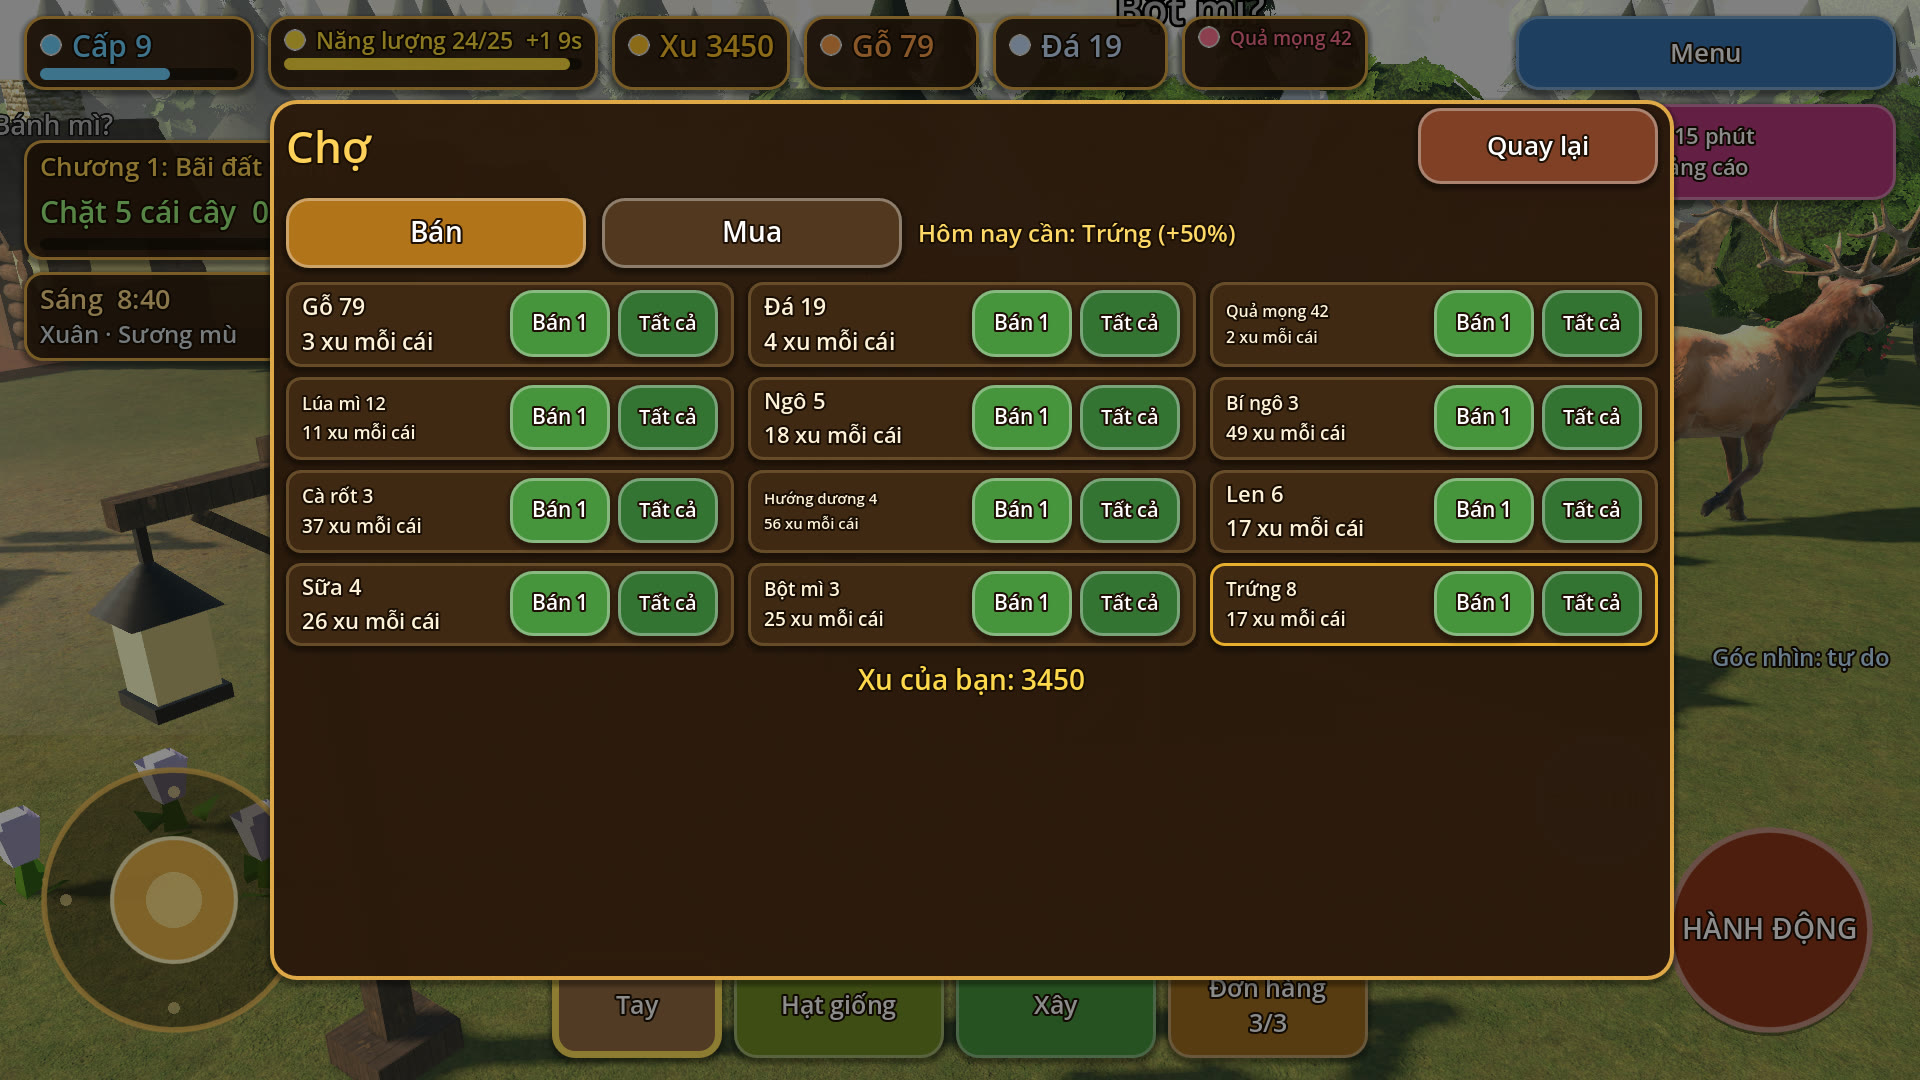 Bột mì?
Cấp 9
Năng lượng 24/25 +1 9s
Xu 3450
Gỗ 79
Đá 19
Quả mọng 42
Menu
Bánh mì?
Chương 1: Bãi đất
Chặt 5 cái cây 0
Sáng 8:40
Xuân · Sương mù
15 phút
ảng cáo
Chợ
Quay lại
Bán
Mua
Hôm nay cần: Trứng (+50%)
Gỗ 79
3 xu mỗi cái
Bán 1
Tất cả
Đá 19
4 xu mỗi cái
Bán 1
Tất cả
Quả mọng 42
2 xu mỗi cái
Bán 1
Tất cả
Lúa mì 12
11 xu mỗi cái
Bán 1
Tất cả
Ngô 5
18 xu mỗi cái
Bán 1
Tất cả
Bí ngô 3
49 xu mỗi cái
Bán 1
Tất cả
Cà rốt 3
37 xu mỗi cái
Bán 1
Tất cả
Hướng dương 4
56 xu mỗi cái
Bán 1
Tất cả
Len 6
17 xu mỗi cái
Bán 1
Tất cả
Sữa 4
26 xu mỗi cái
Bán 1
Tất cả
Bột mì 3
25 xu mỗi cái
Bán 1
Tất cả
Trứng 8
17 xu mỗi cái
Bán 1
Tất cả
Xu của bạn: 3450
Góc nhìn: tự do
HÀNH ĐỘNG
Tay
Hạt giống
Xây
Đơn hàng
3/3